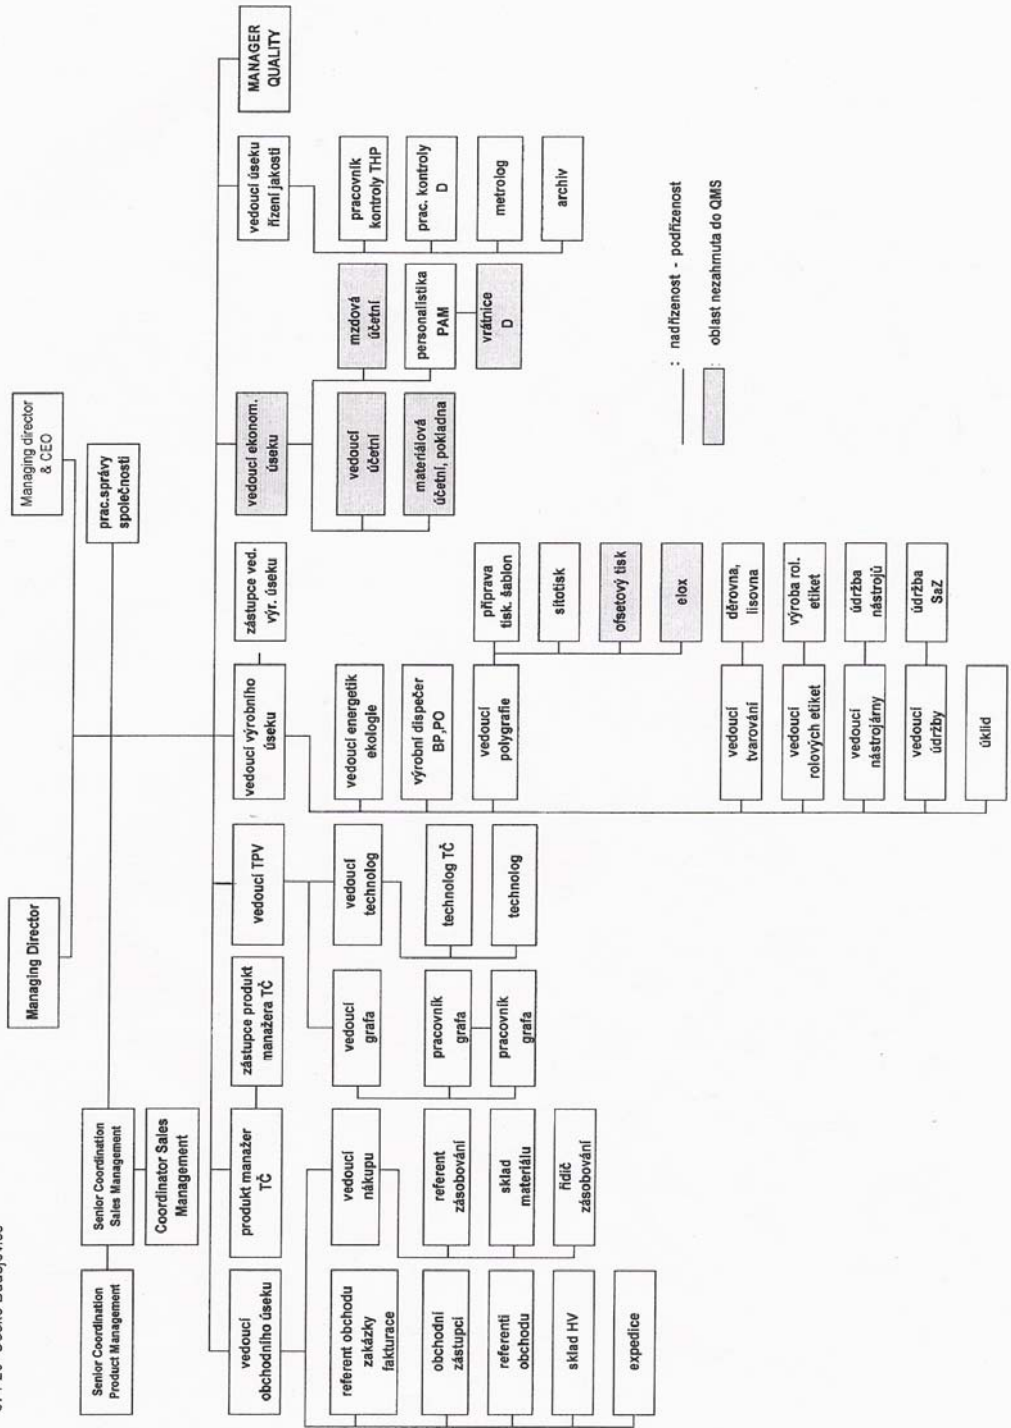 370 20 České Budějovice
Managing Director
Managing director
& CEO
Senior Coordination
Product Management
Senior Coordination
Sales Management
prac.správy
společnosti
Coordinator Sales
Management
vedoucí
obchodního úseku
produkt manažer
TČ
zástupce produkt
manažera TČ
vedoucí TPV
vedoucí výrobního
úseku
zástupce ved.
výr. úseku
vedoucí ekonom.
úseku
vedoucí úseku
řízení jakosti
MANAGER
QUALITY
referent obchodu
zakázky
fakturace
obchodní
zástupci
referenti
obchodu
sklad HV
expedice
vedoucí
nákupu
referent
zásobování
sklad
materiálu
řidič
zásobování
vedoucí
grafa
pracovník
grafa
pracovník
grafa
vedoucí
technolog
technolog TČ
technolog
vedoucí energetik
ekologie
výrobní dispečer
BP,PO
vedoucí
polygrafie
příprava
tisk. šablon
sítotisk
ofsetový tisk
elox
vedoucí
tvarování
děrovna,
lisovna
vedoucí
rolových etiket
výroba rol.
etiket
vedoucí
nástrojárny
údržba
nástrojů
vedoucí
údržby
údržba
SaZ
úklid
vedoucí
účetní
materiálová
účetní, pokladna
mzdová
účetní
personalistika
PAM
vrátnice
D
pracovník
kontroly THP
prac. kontroly
D
metrolog
archiv
: nadřízenost - podřízenost
: oblast nezahrnuta do QMS